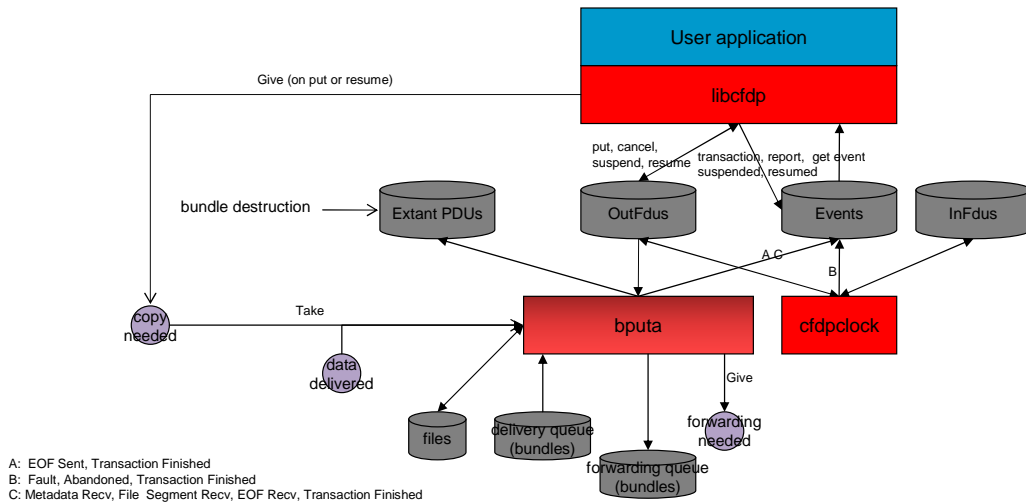 User application
Give (on put or resume)
libcfdp
put, cancel,
suspend, resume
transaction, report,
suspended, resumed
get event
bundle destruction
Extant PDUs
OutFdus
Events
InFdus
A C
B
copy
needed
Take
bputa
cfdpclock
data
delivered
Give
files
delivery queue
(bundles)
forwarding
needed
forwarding queue
(bundles)
A: EOF Sent, Transaction Finished
B: Fault, Abandoned, Transaction Finished
C: Metadata Recv, File Segment Recv, EOF Recv, Transaction Finished